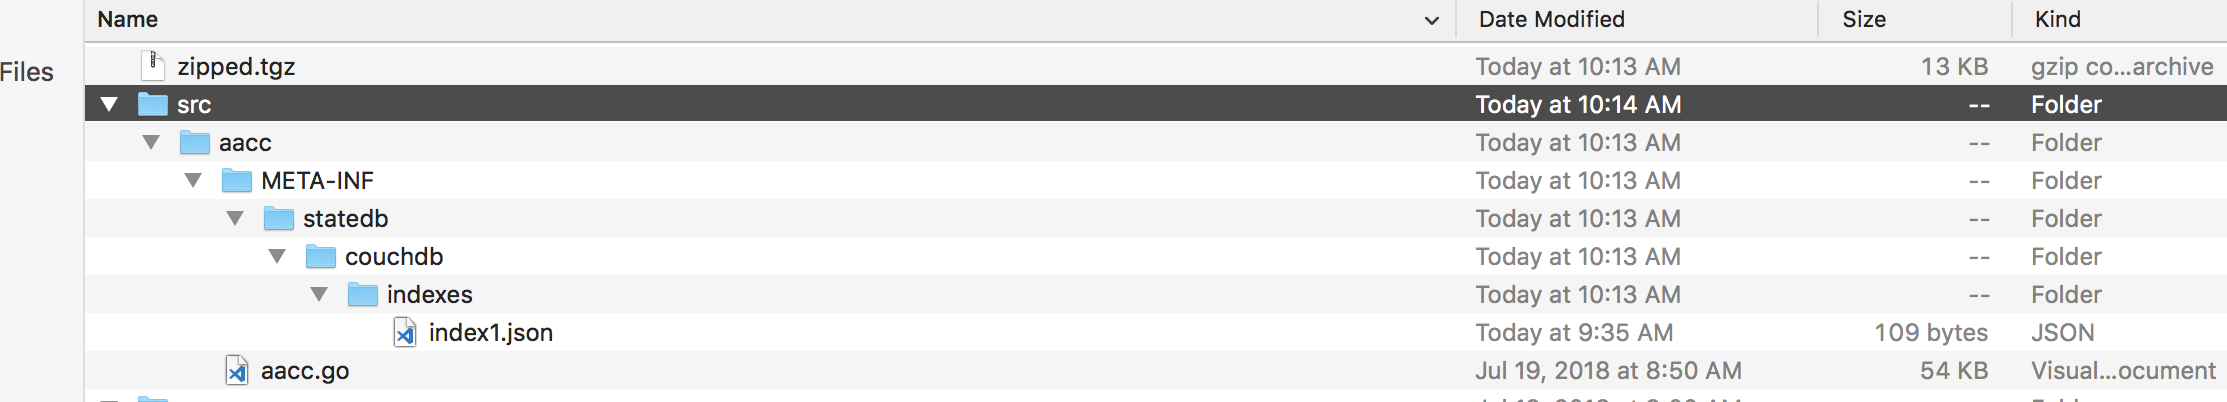 Name Date Modified Size Kind
Files
zipped.tgz Today at 10:13 AM 13 KB gzip co...archive
src Today at 10:14 AM -- Folder
aacc Today at 10:13 AM -- Folder
META-INF Today at 10:13 AM -- Folder
statedb Today at 10:13 AM -- Folder
couchdb Today at 10:13 AM -- Folder
indexes Today at 10:13 AM -- Folder
index1.json Today at 9:35 AM 109 bytes JSON
aacc.go Jul 19, 2018 at 8:50 AM 54 KB Visual...ocument